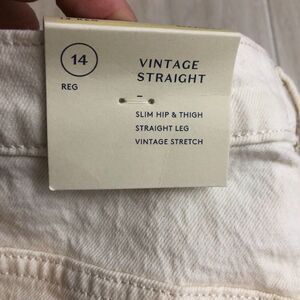 14
REG
VINTAGE
STRAIGHT
SLIM HIP & THIGH
STRAIGHT LEG
VINTAGE STRETCH